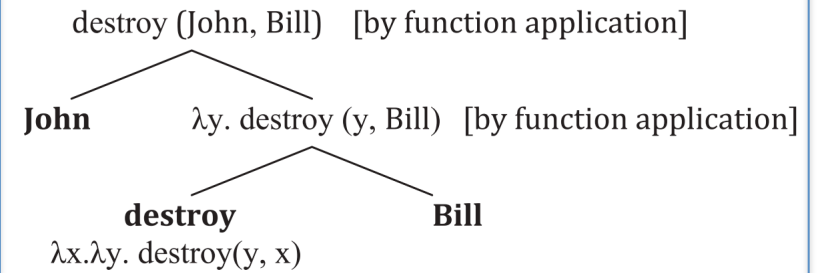 destroy (John, Bill) [by function application]
John λy. destroy (y, Bill) [by function application]
destroy Bill
λx.λy. destroy(y, x)